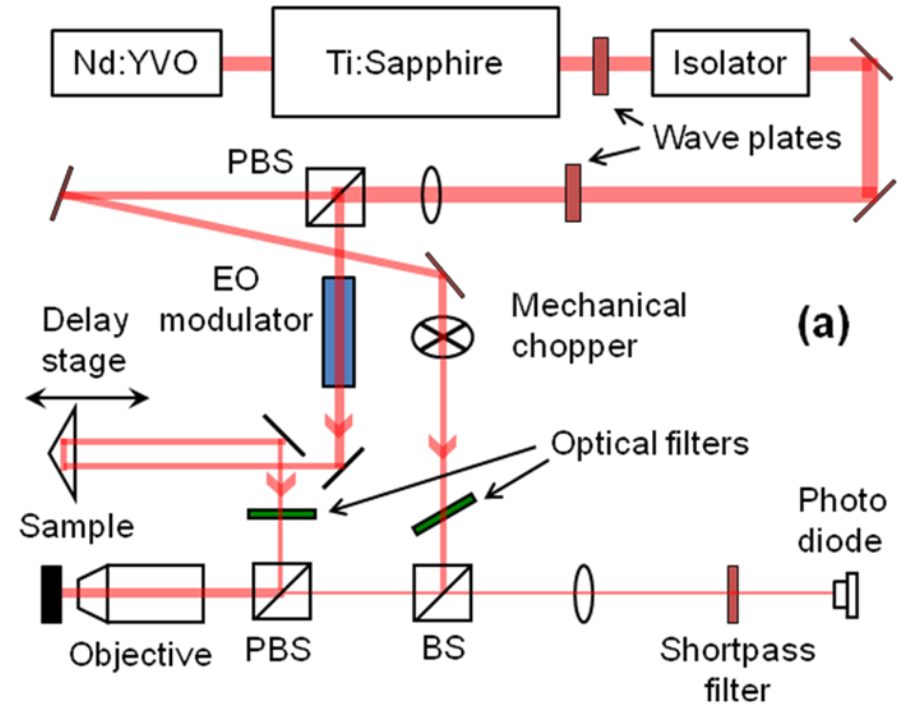 Nd:YVO
Ti:Sapphire
Isolator
Wave plates
PBS
EO
modulator
Mechanical
chopper
(a)
Delay
stage
Optical filters
Sample
Photo
diode
Objective
PBS
BS
Shortpass
filter